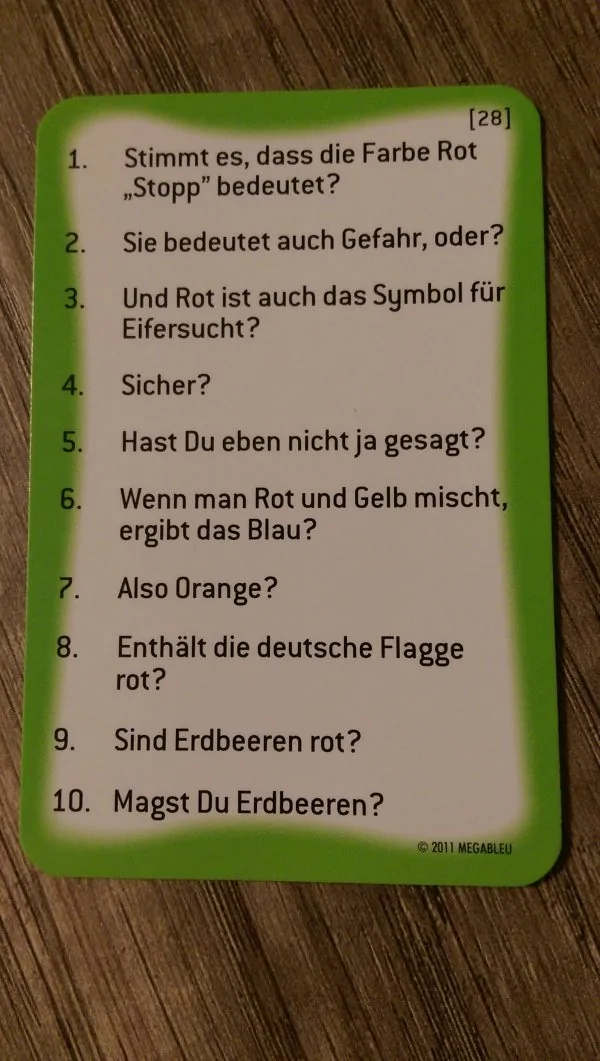 [28]
1. Stimmt es, dass die Farbe Rot
„Stopp” bedeutet?
2. Sie bedeutet auch Gefahr, oder?
3. Und Rot ist auch das Symbol für
Eifersucht?
4. Sicher?
5. Hast Du eben nicht ja gesagt?
6. Wenn man Rot und Gelb mischt,
ergibt das Blau?
7. Also Orange?
8. Enthält die deutsche Flagge
rot?
9. Sind Erdbeeren rot?
10. Magst Du Erdbeeren?
© 2011 MEGABLEU